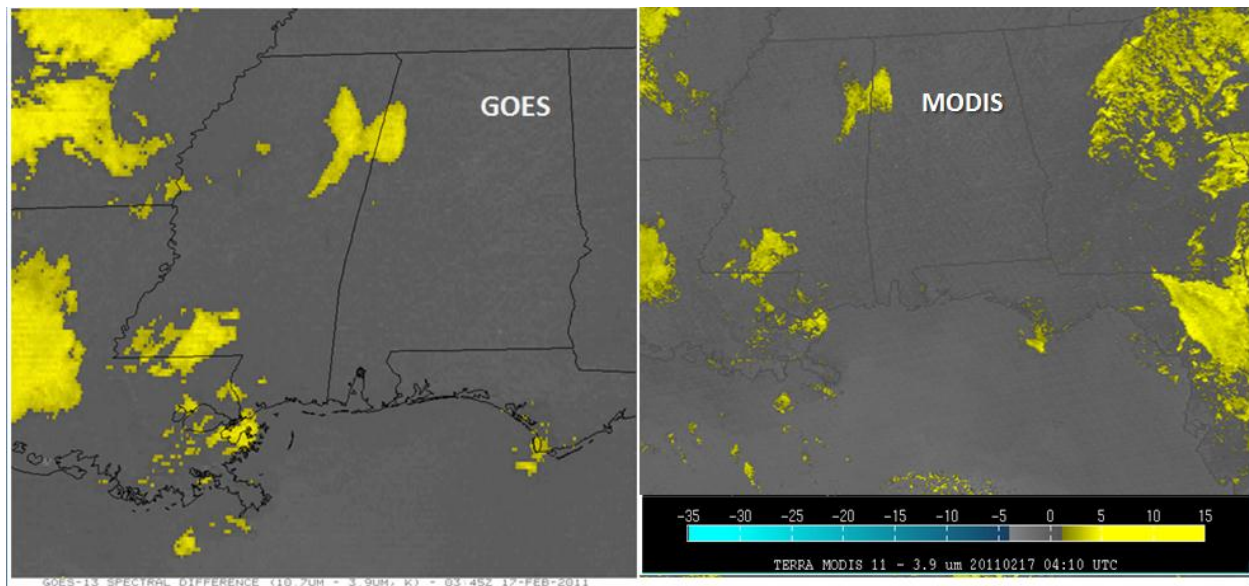 GOES
MODIS
-35 -30 -25 -20 -15 -10 -5 0 5 10 15
TERRA MODIS 11 - 3.9 um 20110217 04:10 UTC
GOES-13 SPECTRAL DIFFERENCE (10.7UM - 3.9UM, K) - 03:45Z 17-FEB-2011